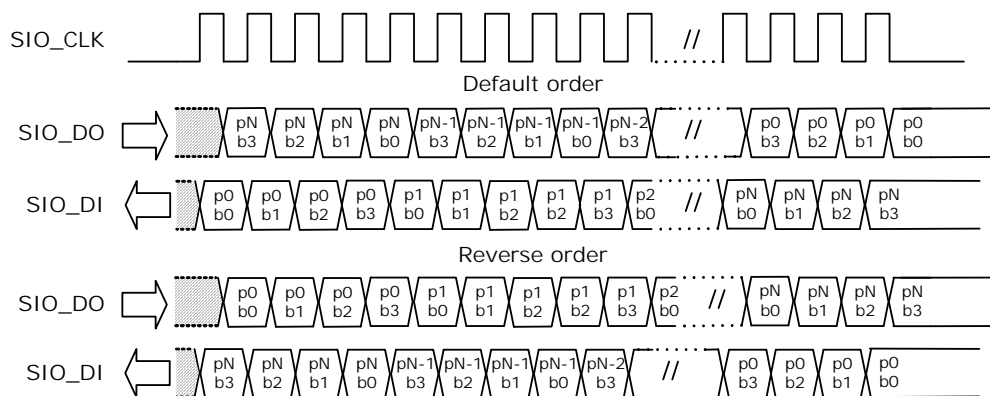 SIO_CLK //
Default order
SIO_DO
pN pN pN pN pN-1 pN-1 pN-1 pN-1 pN-2 // p0 p0 p0 p0
b3 b2 b1 b0 b3 b2 b1 b0 b3 b3 b2 b1 b0
SIO_DI
p0 p0 p0 p0 p1 p1 p1 p1 p1 p2 // pN pN pN pN
b0 b1 b2 b3 b0 b1 b2 b2 b3 b0 b0 b1 b2 b3
Reverse order
SIO_DO
p0 p0 p0 p0 p1 p1 p1 p1 p1 p2 // pN pN pN pN
b0 b1 b2 b3 b0 b1 b2 b2 b3 b0 b0 b1 b2 b3
SIO_DI
pN pN pN pN pN-1 pN-1 pN-1 pN-1 pN-2 // p0 p0 p0 p0
b3 b2 b1 b0 b3 b2 b1 b0 b3 b3 b2 b1 b0